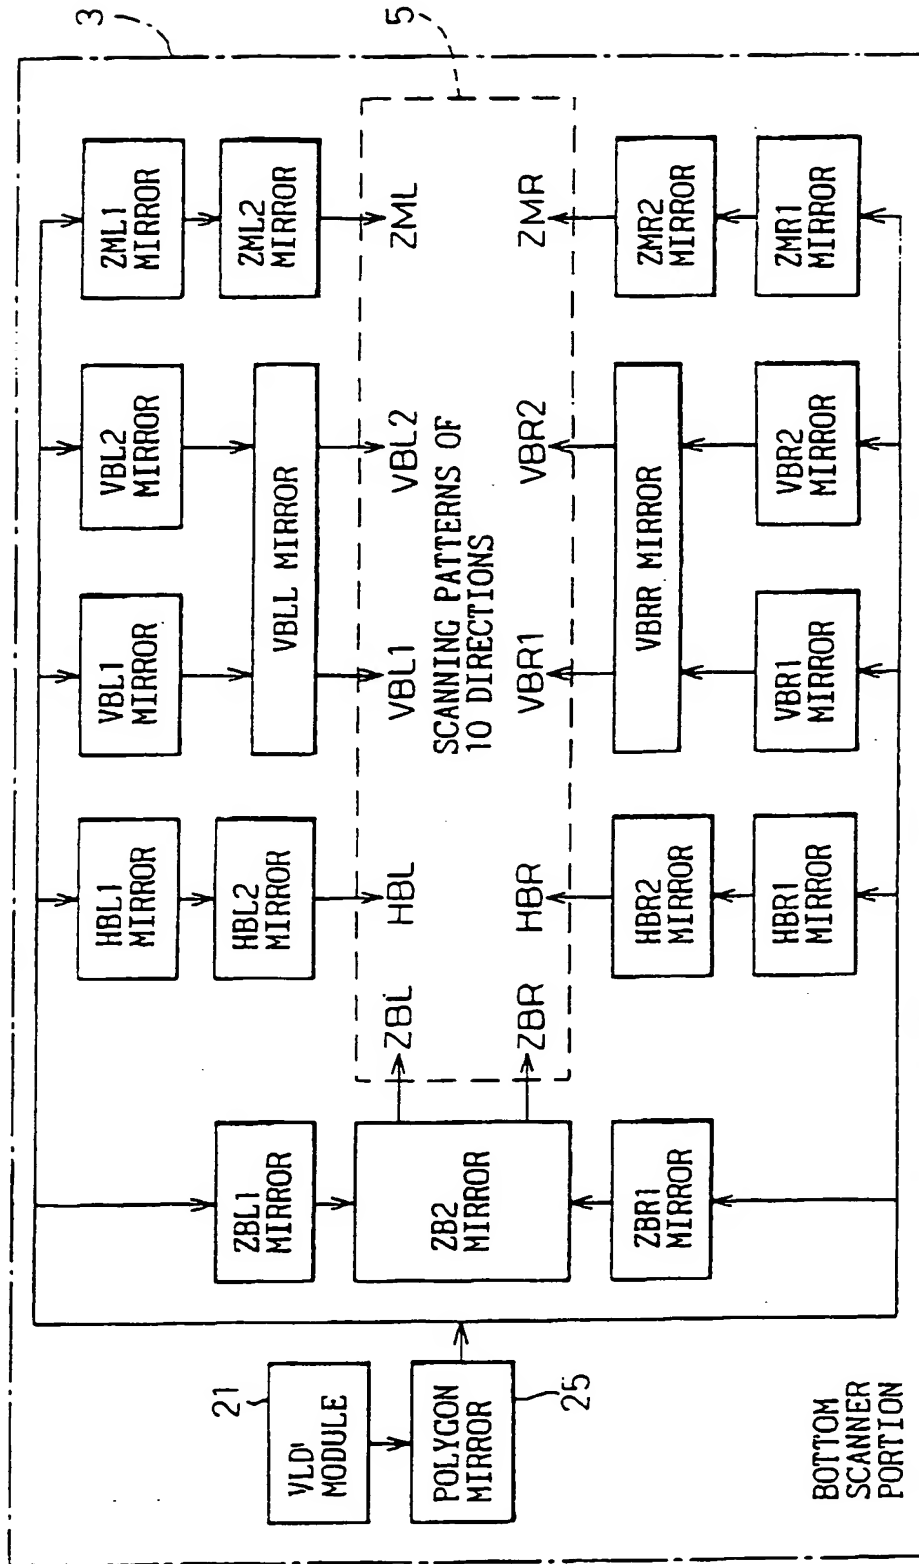 3
5
ZML1
MIRROR
ZML2
MIRROR
ZML
ZMR
ZMR2
MIRROR
ZMR1
MIRROR
VBL2
MIRROR
VBL1
MIRROR
VBLL MIRROR
VBL2
VBL1
SCANNING PATTERNS OF
10 DIRECTIONS
VBR2
VBR1
VBRR MIRROR
VBR2
MIRROR
VBR1
MIRROR
HBL1
MIRROR
HBL2
MIRROR
HBL
HBR
HBR2
MIRROR
HBR1
MIRROR
ZBL
ZBR
ZBL1
MIRROR
ZB2
MIRROR
ZBR1
MIRROR
21
VLD
MODULE
POLYGON
MIRROR
25
BOTTOM
SCANNER
PORTION